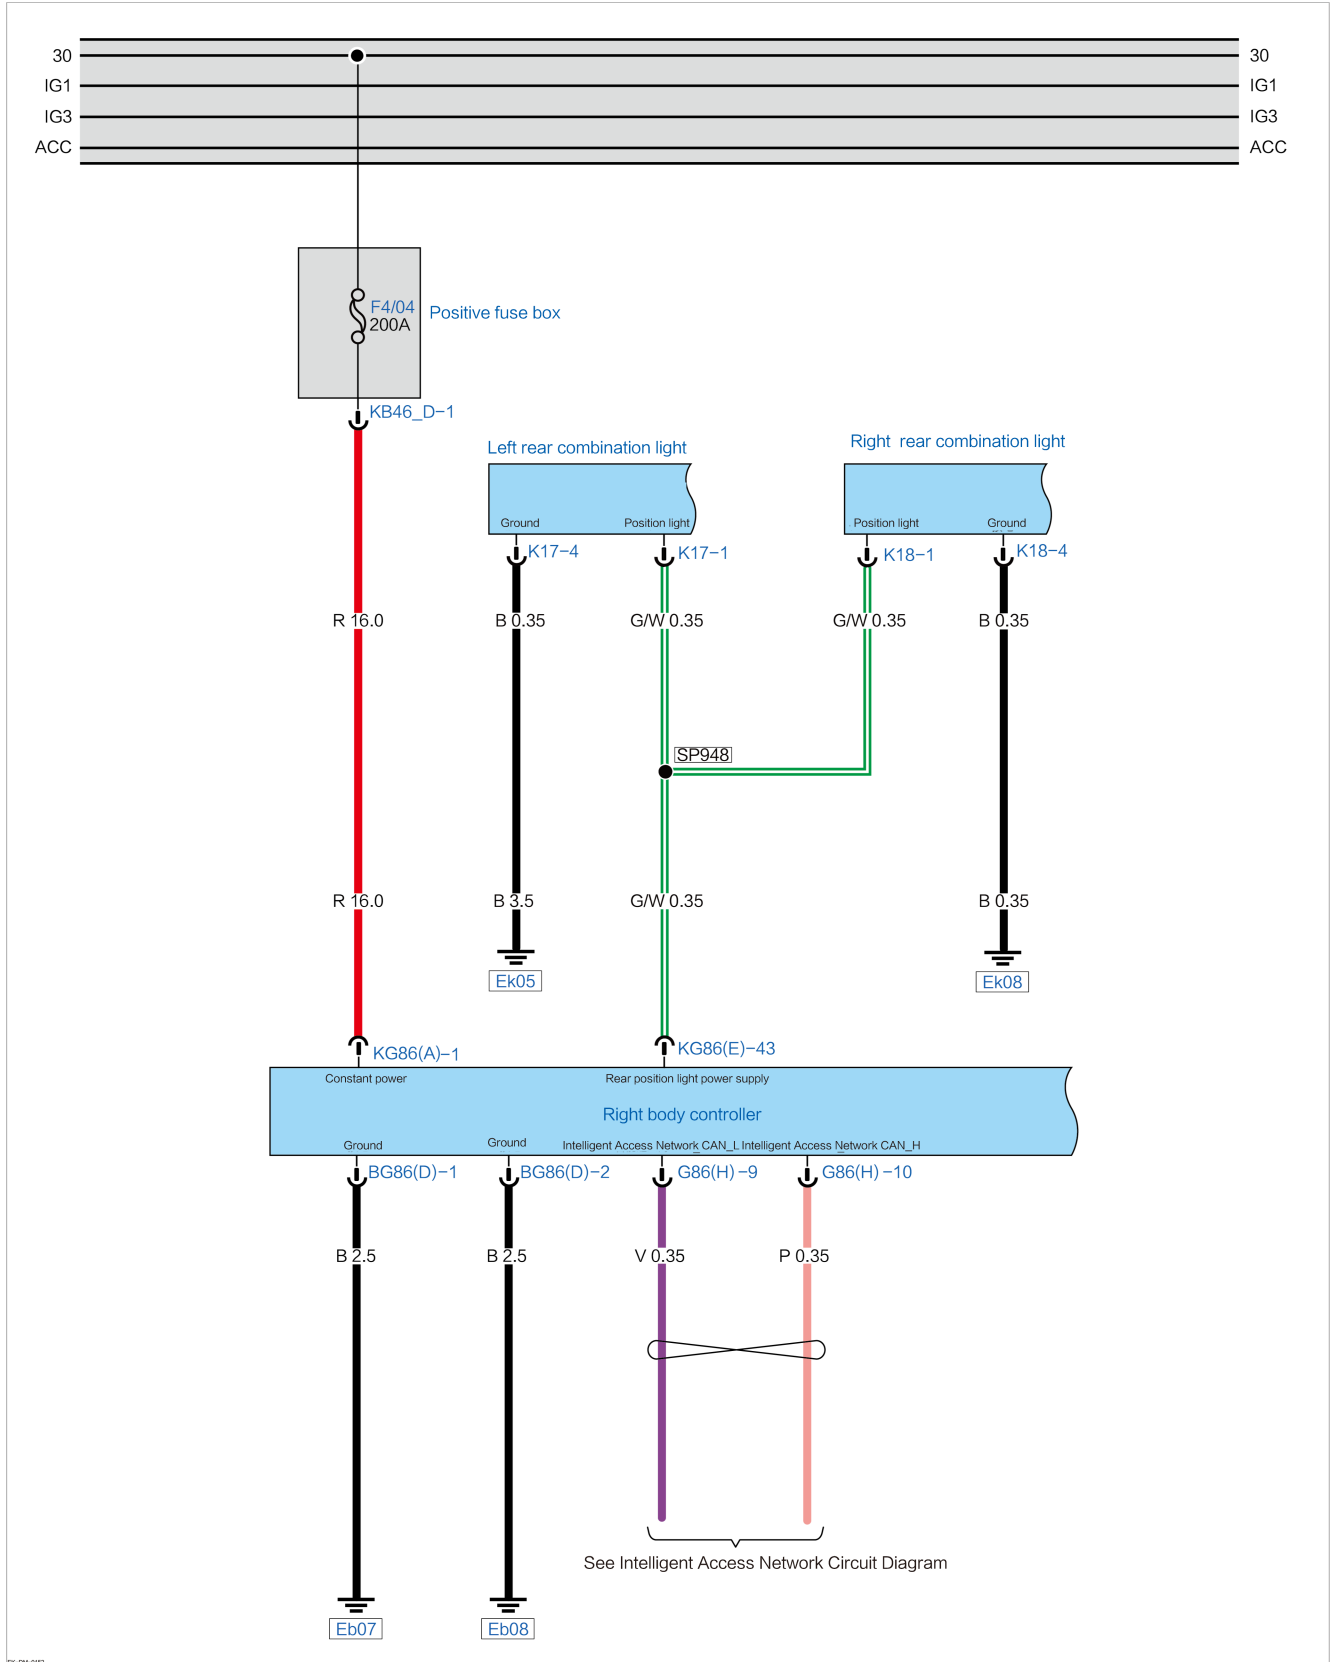 30 30
IG1 IG1
IG3 IG3
ACC ACC
F4/04
200A
Positive fuse box
KB46_D-1
Left rear combination light
Right rear combination light
Ground Position light
Position light Ground
K17-4 K17-1 K18-1 K18-4
R 16.0 B 0.35 G/W 0.35 G/W 0.35 B 0.35
SP948
R 16.0 B 3.5 G/W 0.35 B 0.35
Ek05 Ek08
KG86(A)-1 KG86(E)-43
Constant power Rear position light power supply
Right body controller
Ground Ground Intelligent Access Network_CAN_L Intelligent Access_Network CAN_H
BG86(D)-1 BG86(D)-2 G86(H)-9 G86(H)-10
B 2.5 B 2.5 V 0.35 P 0.35
See Intelligent Access Network Circuit Diagram
Eb07 Eb08